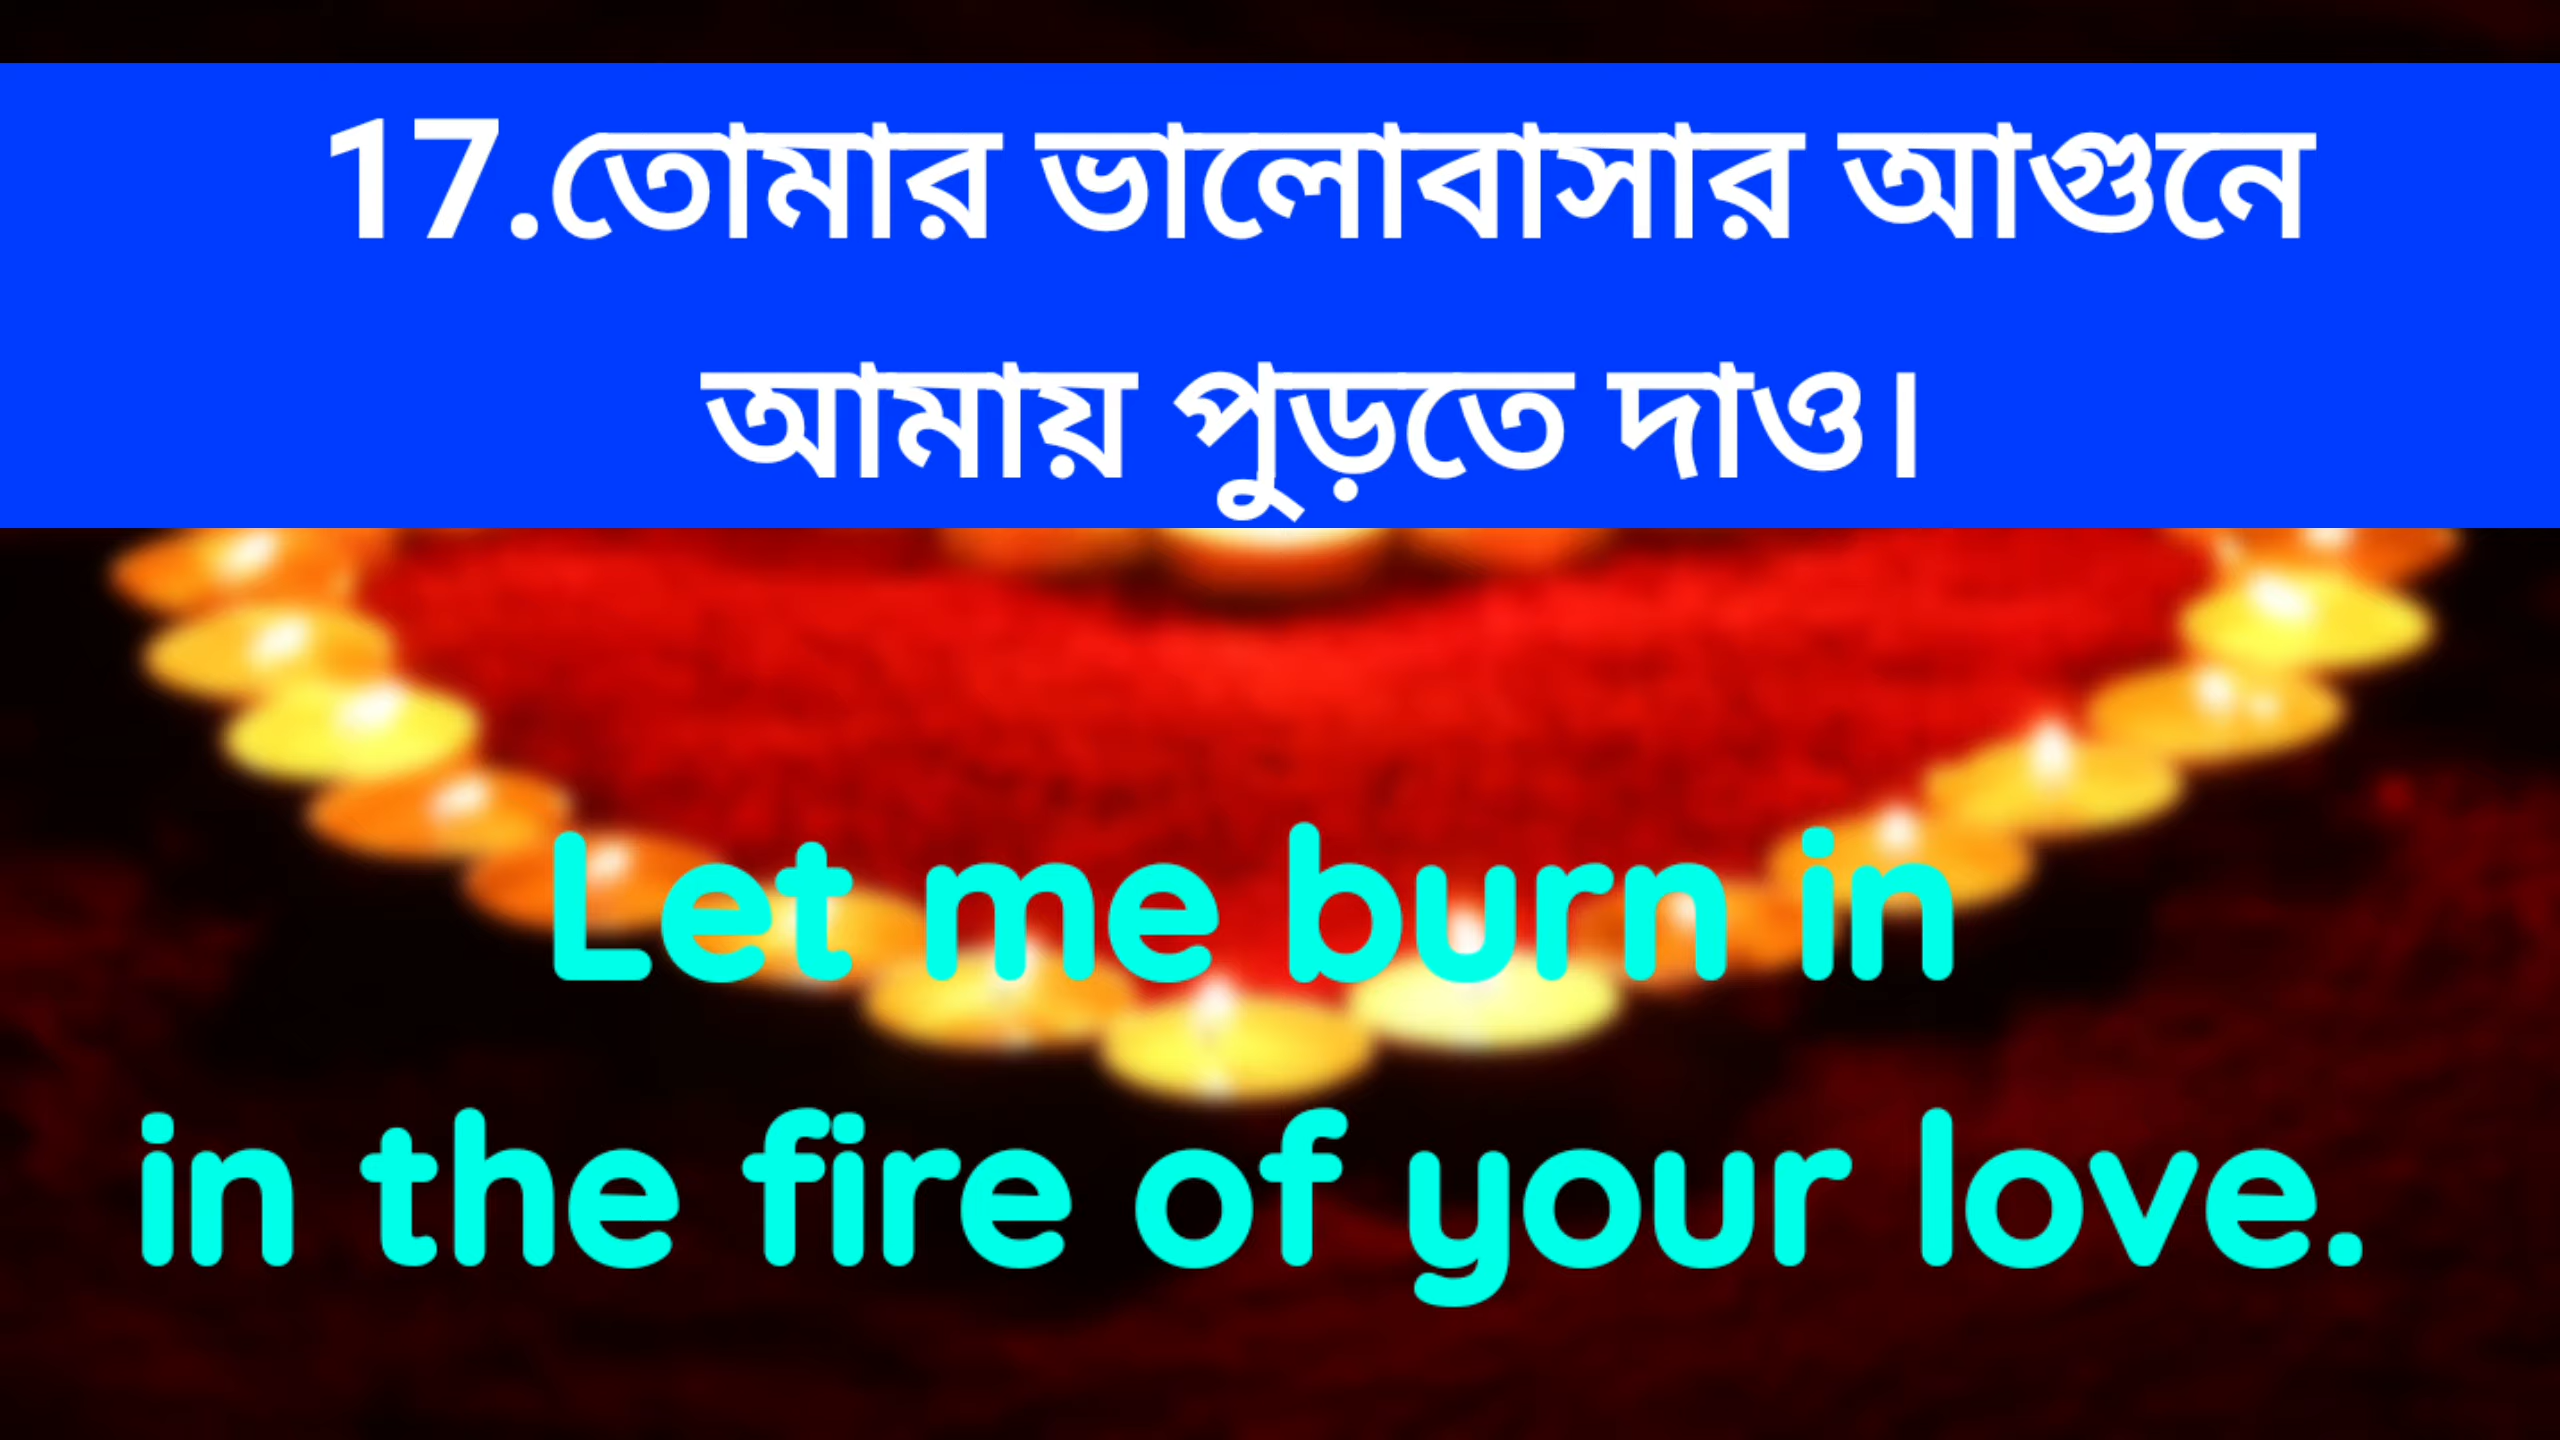 17.তোমার ভালোবাসার আগুনে
আমায় পুড়তে দাও।
Let me burn in
in the fire of your love.